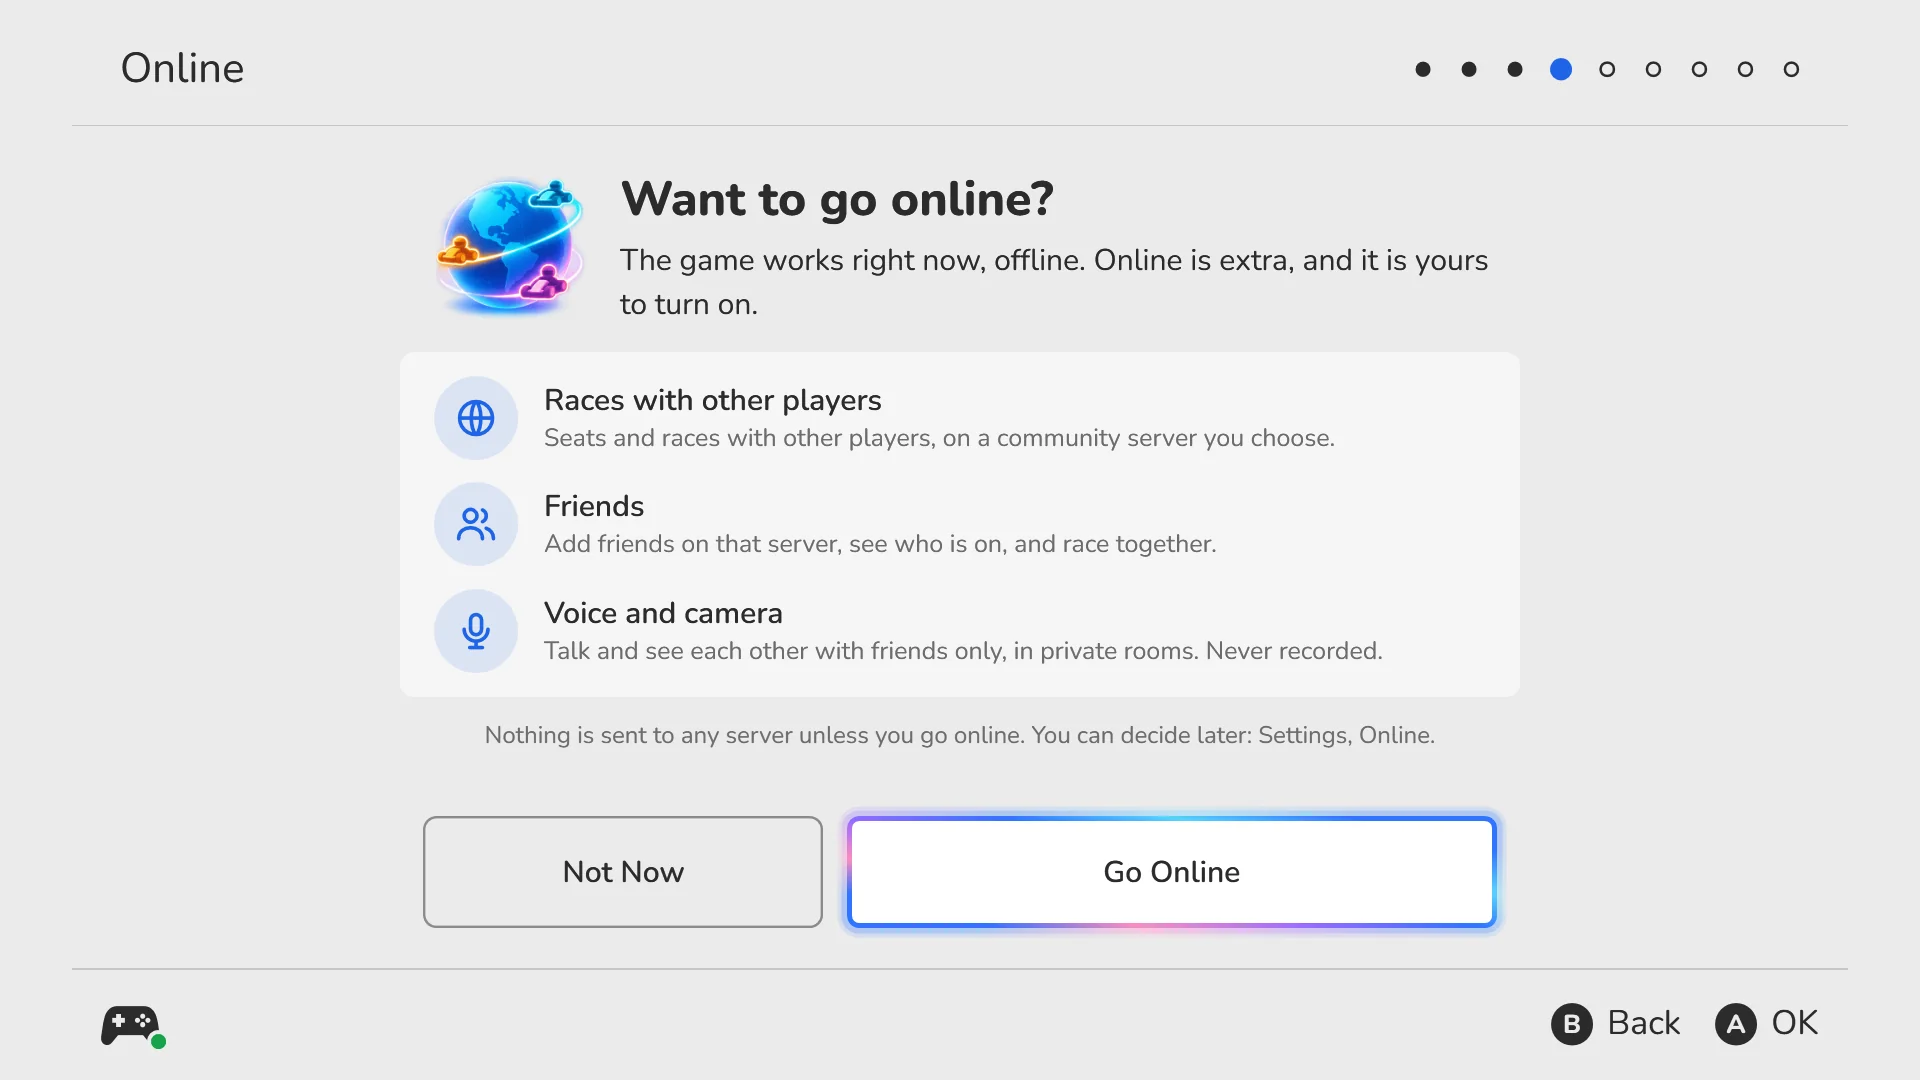 Online
Want to go online?
The game works right now, offline. Online is extra, and it is yours
to turn on.
Races with other players
Seats and races with other players, on a community server you choose.
Friends
Add friends on that server, see who is on, and race together.
Voice and camera
Talk and see each other with friends only, in private rooms. Never recorded.
Nothing is sent to any server unless you go online. You can decide later: Settings, Online.
Not Now
Go Online
B Back A OK